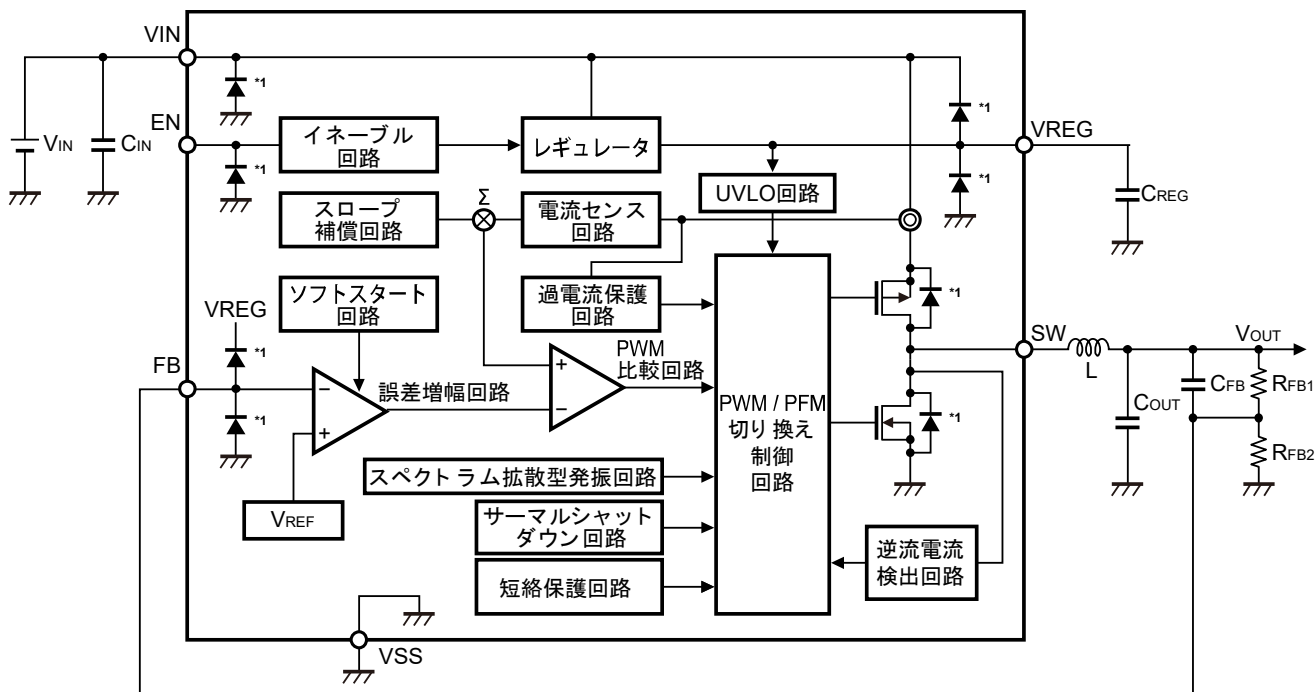 VIN
*1
*1
EN
VIN
CIN
イネーブル
回路
レギュレータ
*1
VREG
*1
*1
UVLO回路
CREG
スロープ
補償回路
Σ
電流センス
回路
ソフトスタート
回路
過電流保護
回路
*1
VREG
*1
FB
*1
誤差増幅回路
PWM
比較回路
SW
L
VOUT
CFB
RFB1
COUT
RFB2
*1
PWM / PFM
切り換え
制御
回路
スペクトラム拡散型発振回路
VREF
サーマルシャット
ダウン回路
逆流電流
検出回路
短絡保護回路
VSS
−
+
+
−